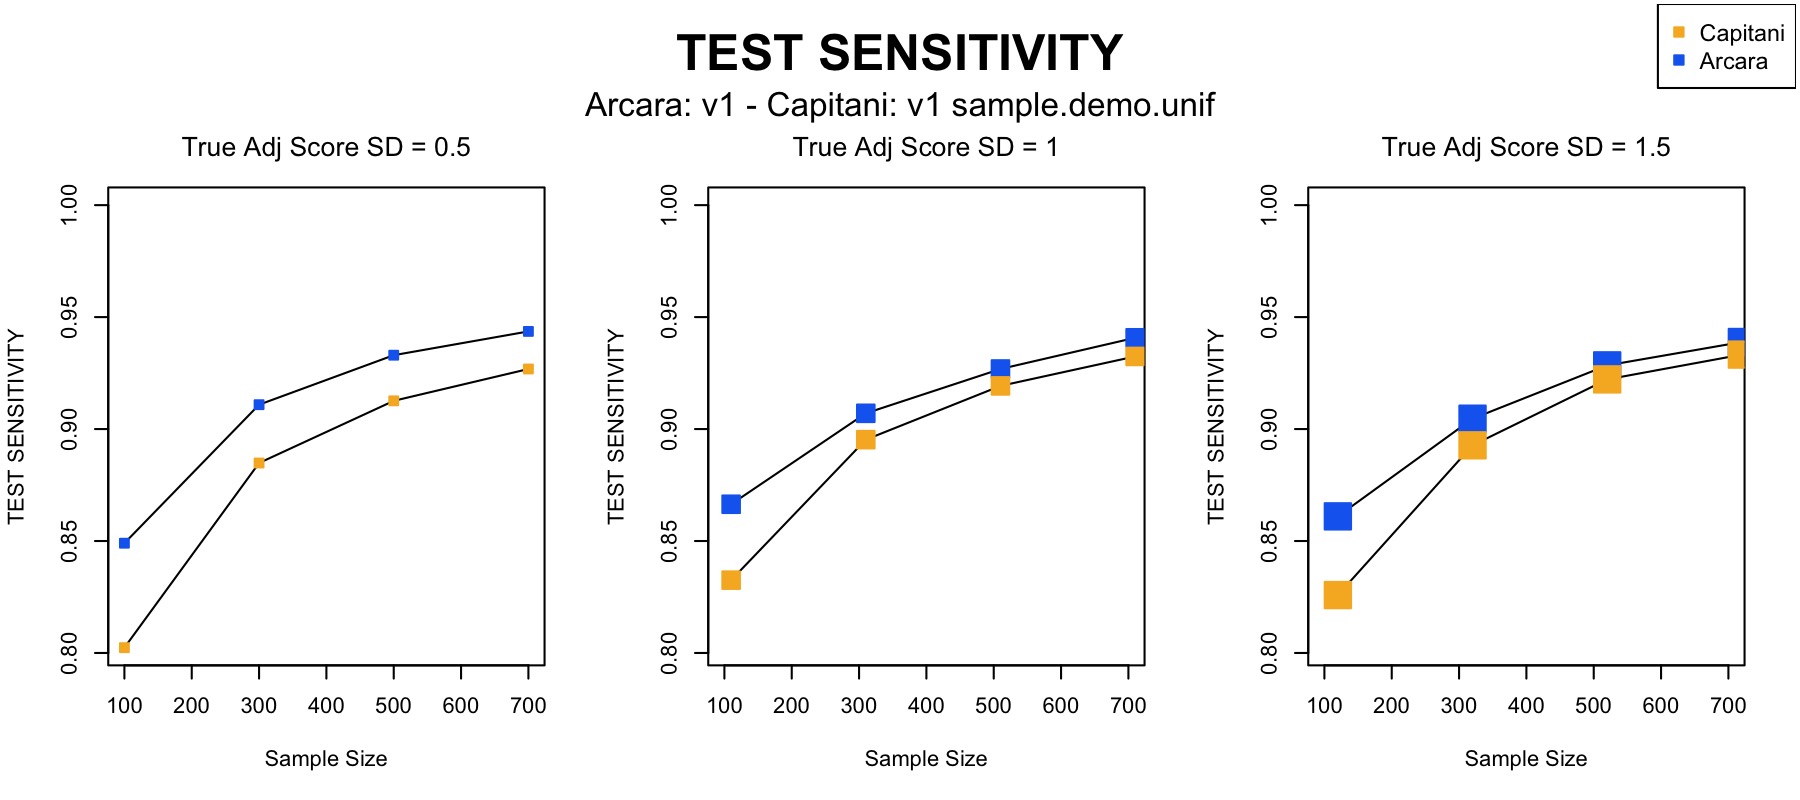 TEST SENSITIVITY
Arcara: v1 - Capitani: v1 sample.demo.unif
Capitani
Arcara
True Adj Score SD = 0.5
TEST SENSITIVITY
1.00
0.95
0.90
0.85
0.80
100 200 300 400 500 600 700
Sample Size
True Adj Score SD = 1
TEST SENSITIVITY
1.00
0.95
0.90
0.85
0.80
100 200 300 400 500 600 700
Sample Size
True Adj Score SD = 1.5
TEST SENSITIVITY
1.00
0.95
0.90
0.85
0.80
100 200 300 400 500 600 700
Sample Size